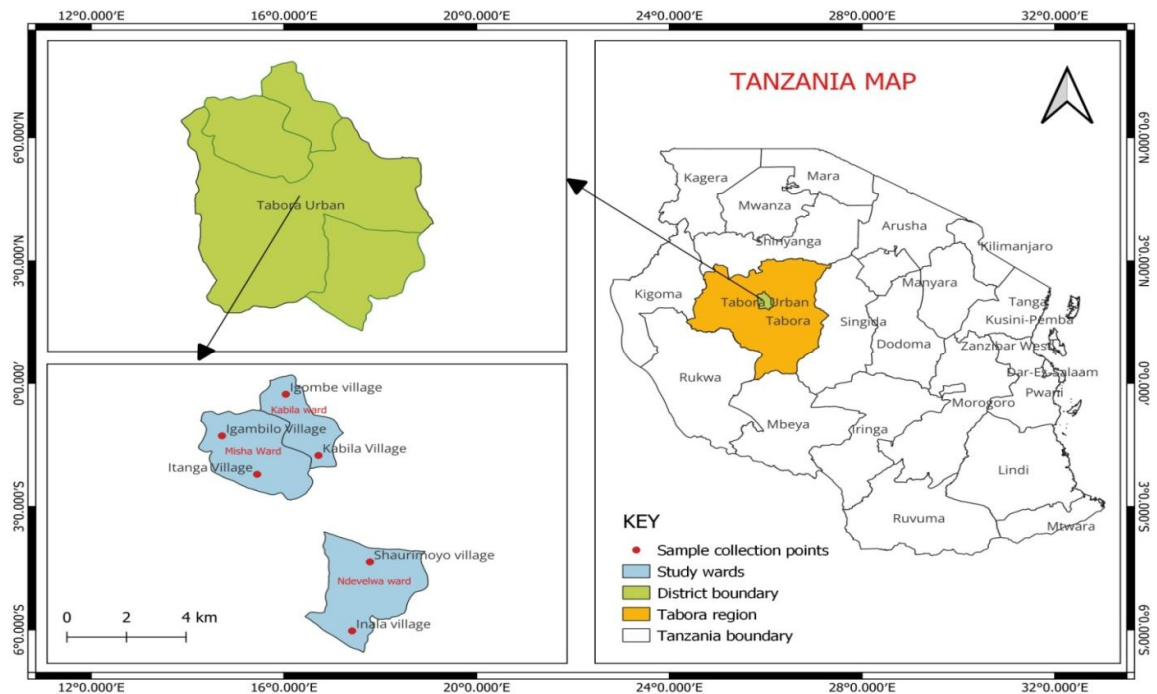 12°0.000'E 16°0.000'E 20°0.000'E 24°0.000'E 28°0.000'E 32°0.000'E
6°0.000'N
3°0.000'N
0°0.000'
3°0.000'S
6°0.000'S
Tabora Urban
Igombe village
Kabila ward
Igambilo Village
Misha Ward
Kabila Village
Itanga Village
Shaurimoyo village
Ndevelwa ward
Inala village
0 2 4 km
TANZANIA MAP
Kagera
Mara
Mwanza
Arusha
Shinyanga
Kilimanjaro
Manyara
Kigoma
Tabora Urban
Tanga
Tabora
Singida
Kusini-Pemba
Dodoma
Zanzibar West
Rukwa
Dar-Es-Salaam
Pwani
Morogoro
Mbeya
Iringa
Lindi
Ruvuma
Mtwara
KEY
Sample collection points
Study wards
District boundary
Tabora region
Tanzania boundary
6°0.000'N
3°0.000'N
0°0.000'
3°0.000'S
6°0.000'S
12°0.000'E 16°0.000'E 20°0.000'E 24°0.000'E 28°0.000'E 32°0.000'E